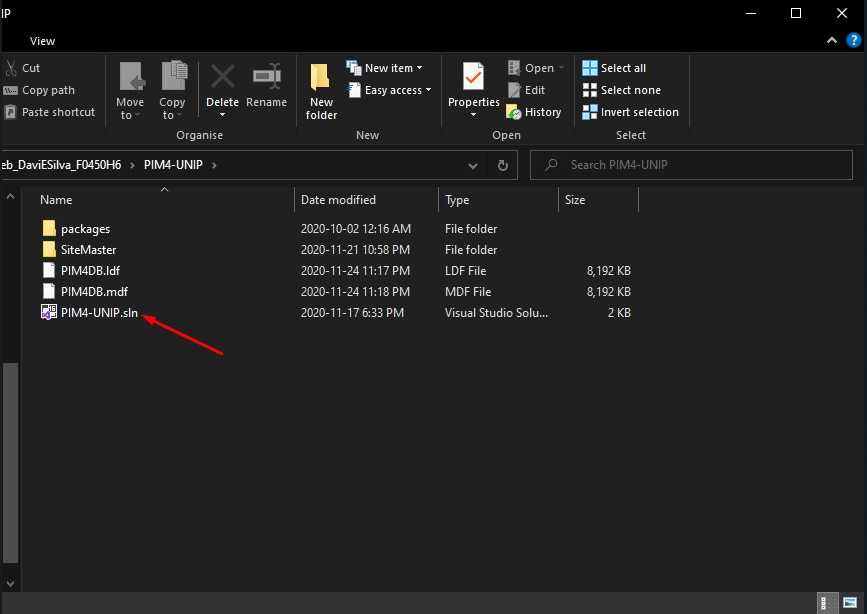 IP
View
Cut
Copy path
Paste shortcut
Move to
Copy to
Delete
Rename
Organise
New folder
New item
Easy access
New
Properties
Open
Edit
History
Open
Select all
Select none
Invert selection
Select
eb_DaviESilva_F0450H6 > PIM4-UNIP >
Search PIM4-UNIP
Name Date modified Type Size
packages 2020-10-02 12:16 AM File folder
SiteMaster 2020-11-21 10:58 PM File folder
PIM4DB.ldf 2020-11-24 11:17 PM LDF File 8,192 KB
PIM4DB.mdf 2020-11-24 11:18 PM MDF File 8,192 KB
PIM4-UNIP.sln 2020-11-17 6:33 PM Visual Studio Solu... 2 KB